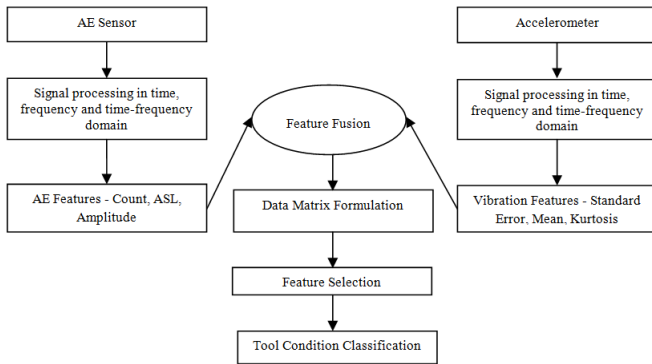 AE Sensor
Signal processing in time,
frequency and time-frequency
domain
AE Features - Count, ASL,
Amplitude
Accelerometer
Signal processing in time,
frequency and time-frequency
domain
Vibration Features - Standard
Error, Mean, Kurtosis
Feature Fusion
Data Matrix Formulation
Feature Selection
Tool Condition Classification